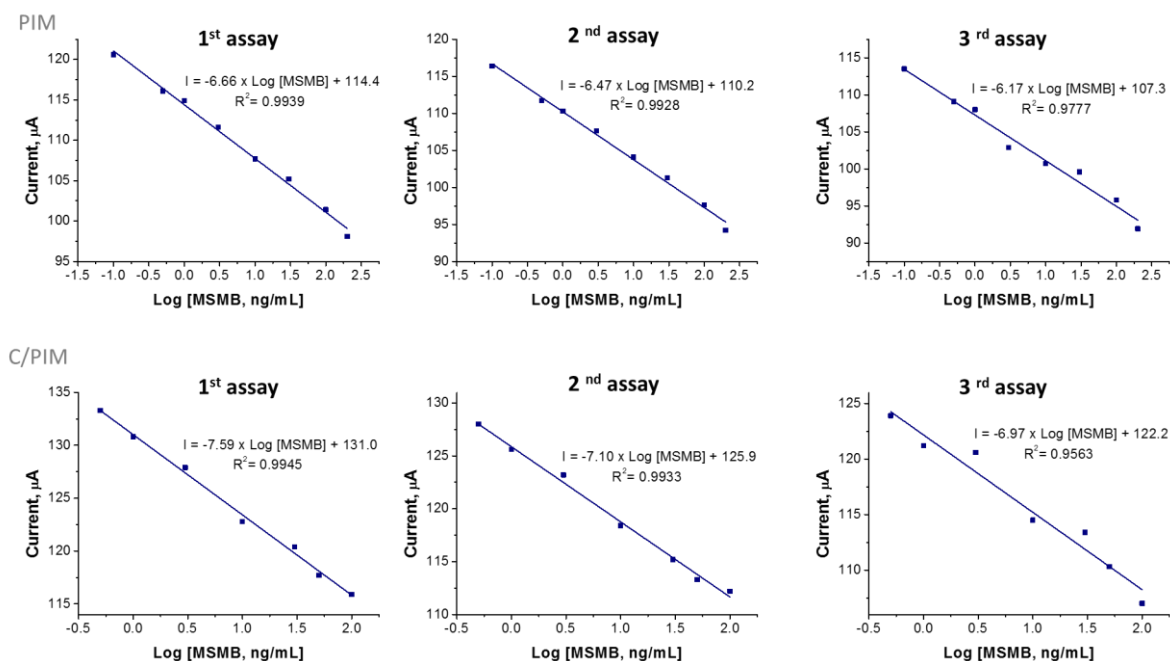 PIM
1st assay
I = -6.66 x Log [MSMB] + 114.4
R2= 0.9939
Current, µA
120
115
110
105
100
95
-1.5 -1.0 -0.5 0.0 0.5 1.0 1.5 2.0 2.5
Log [MSMB, ng/mL]
2 nd assay
I = -6.47 x Log [MSMB] + 110.2
R2= 0.9928
Current, µA
120
115
110
105
100
95
90
-1.5 -1.0 -0.5 0.0 0.5 1.0 1.5 2.0 2.5
Log [MSMB, ng/mL]
3 rd assay
I = -6.17 x Log [MSMB] + 107.3
R2= 0.9777
Current, µA
115
110
105
100
95
90
-1.5 -1.0 -0.5 0.0 0.5 1.0 1.5 2.0 2.5
Log [MSMB, ng/mL]
C/PIM
1st assay
I = -7.59 x Log [MSMB] + 131.0
R2= 0.9945
Current, µA
135
130
125
120
115
-0.5 0.0 0.5 1.0 1.5 2.0
Log [MSMB, ng/mL]
2 nd assay
I = -7.10 x Log [MSMB] + 125.9
R2= 0.9933
Current, µA
130
125
120
115
110
-0.5 0.0 0.5 1.0 1.5 2.0
Log [MSMB, ng/mL]
3 rd assay
I = -6.97 x Log [MSMB] + 122.2
R2= 0.9563
Current, µA
125
120
115
110
-0.5 0.0 0.5 1.0 1.5 2.0
Log [MSMB, ng/mL]